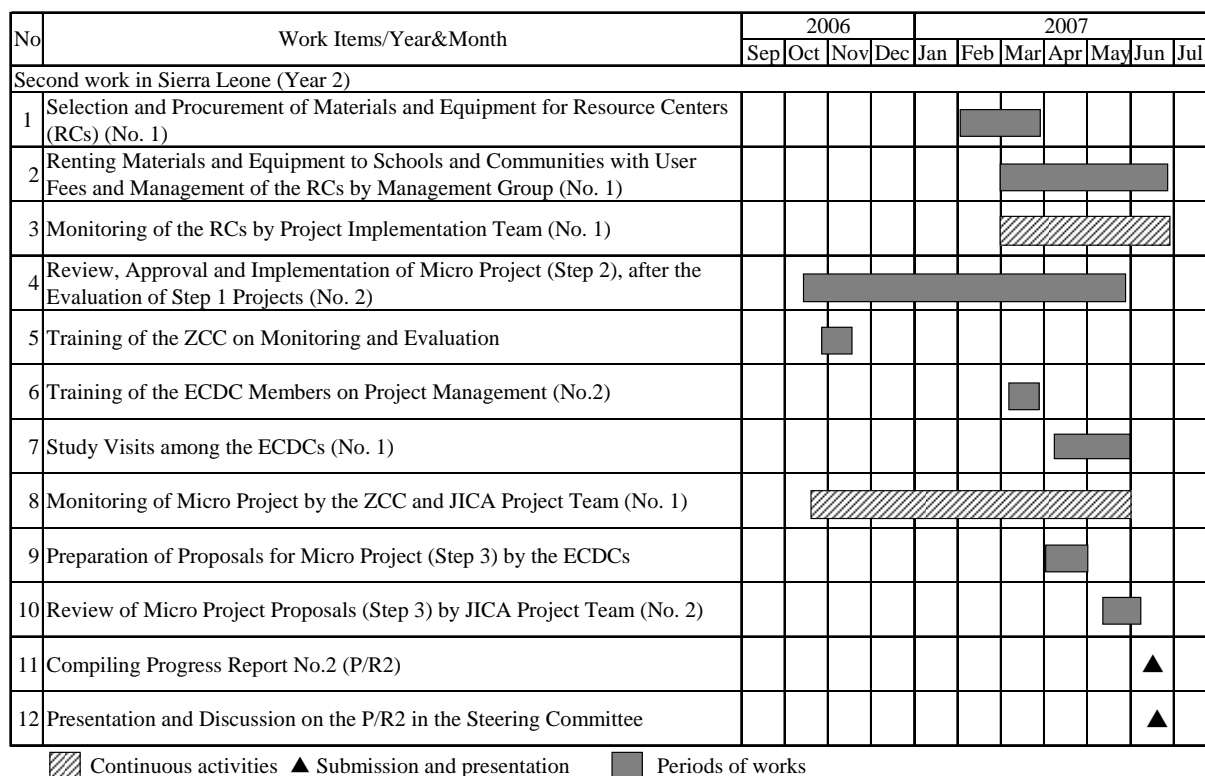 No Work Items/Year&Month 2006 2007
Sep Oct Nov Dec Jan Feb Mar Apr May Jun Jul
Second work in Sierra Leone (Year 2)
1 Selection and Procurement of Materials and Equipment for Resource Centers
(RCs) (No. 1)
2 Renting Materials and Equipment to Schools and Communities with User
Fees and Management of the RCs by Management Group (No. 1)
3 Monitoring of the RCs by Project Implementation Team (No. 1)
4 Review, Approval and Implementation of Micro Project (Step 2), after the
Evaluation of Step 1 Projects (No. 2)
5 Training of the ZCC on Monitoring and Evaluation
6 Training of the ECDC Members on Project Management (No.2)
7 Study Visits among the ECDCs (No. 1)
8 Monitoring of Micro Project by the ZCC and JICA Project Team (No. 1)
9 Preparation of Proposals for Micro Project (Step 3) by the ECDCs
10 Review of Micro Project Proposals (Step 3) by JICA Project Team (No. 2)
11 Compiling Progress Report No.2 (P/R2)
12 Presentation and Discussion on the P/R2 in the Steering Committee
Continuous activities ▲ Submission and presentation Periods of works